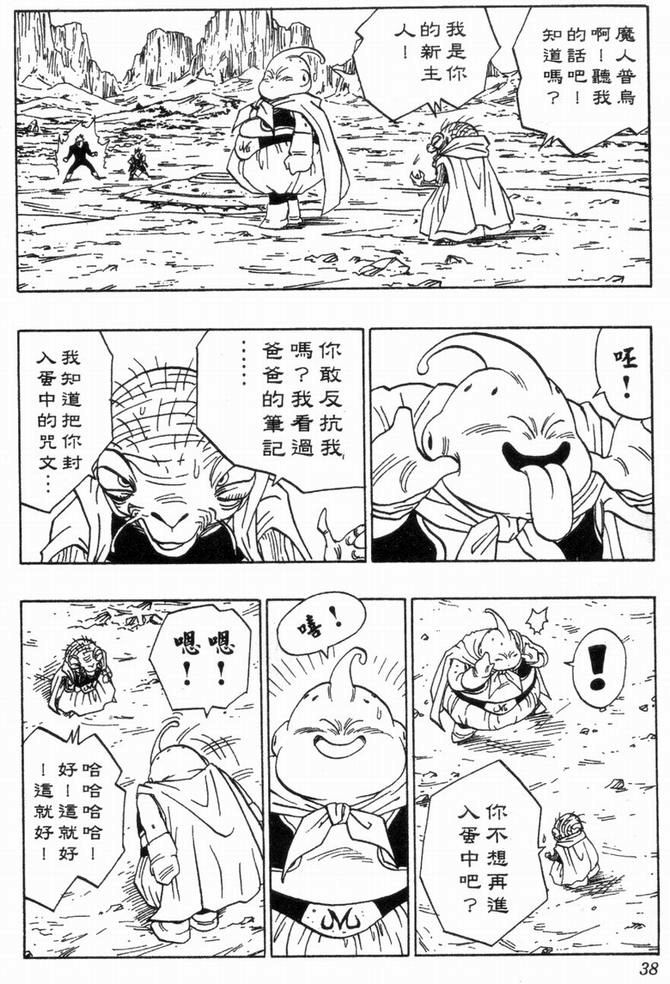 魔人普烏
啊！聽我
的話吧！
知道嗎？
我是你
的新主
人！
呸！
你敢反抗我
嗎？我看過
爸爸的筆記
……
我知道把你封
入蛋中的咒文…
！
你不想再進
入蛋中吧？
嘻！
嗯！
嗯！
哈哈哈哈！
好！這就好
！這就好！
38